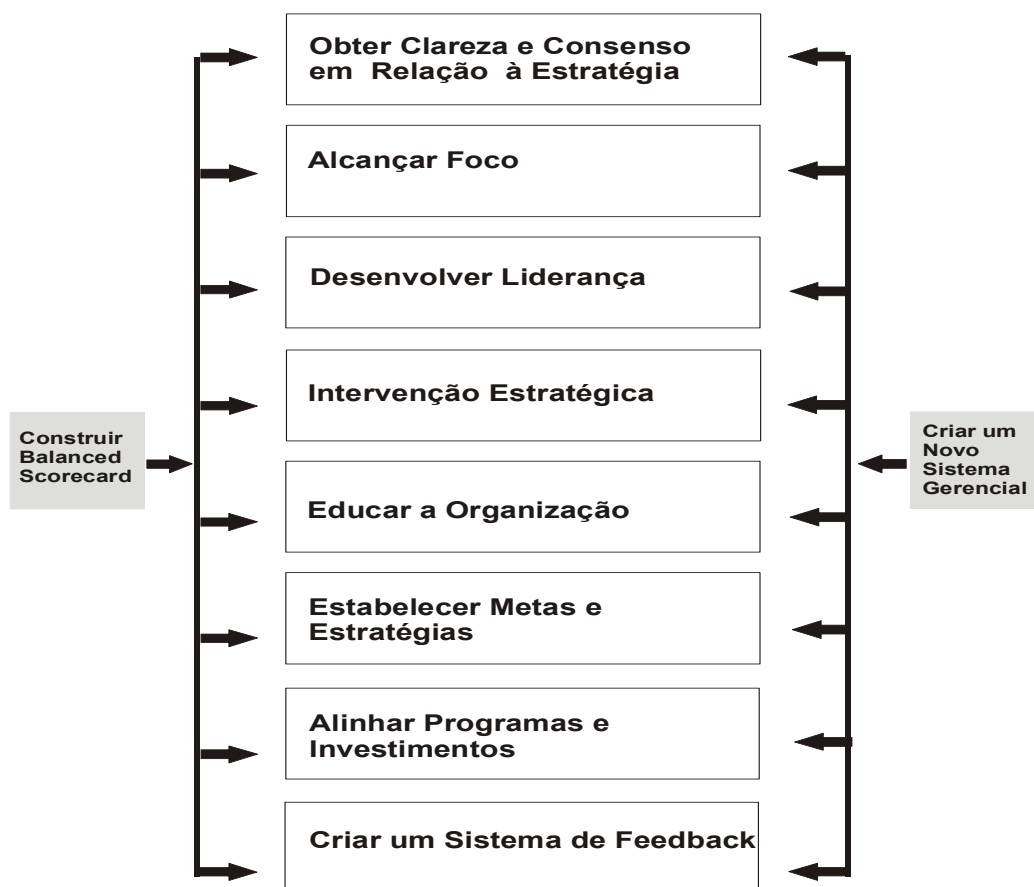 Obter Clareza e Consenso
em Relação à Estratégia
Alcançar Foco
Desenvolver Liderança
Intervenção Estratégica
Construir
Balanced
Scorecard
Criar um
Novo
Sistema
Gerencial
Educar a Organização
Estabelecer Metas e
Estratégias
Alinhar Programas e
Investimentos
Criar um Sistema de Feedback